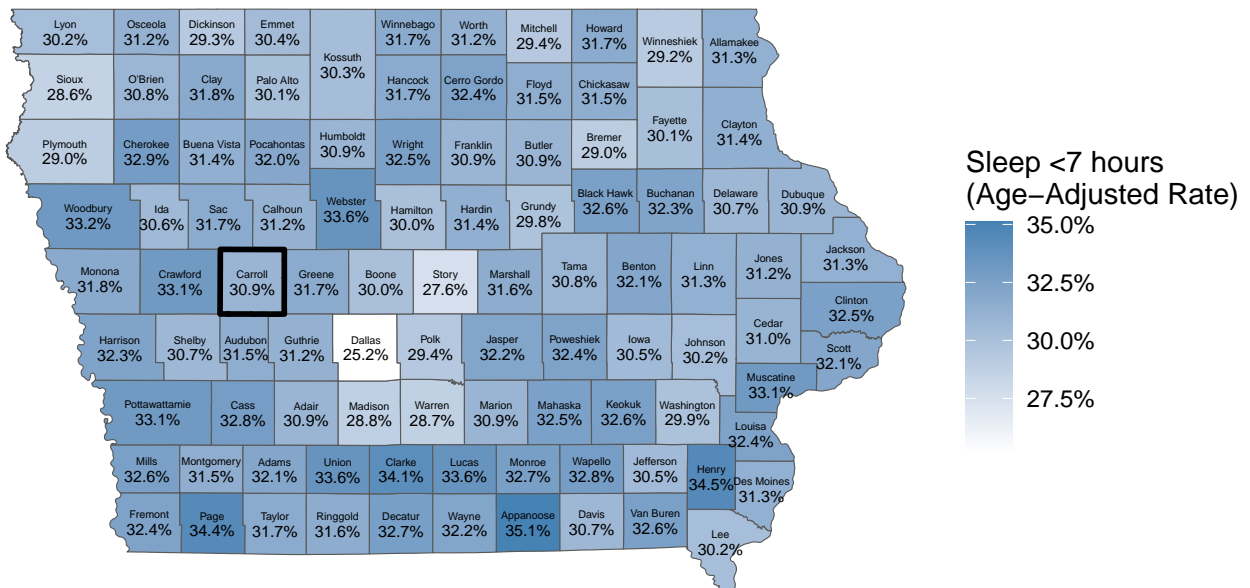 Lyon
30.2%
Osceola
31.2%
Dickinson
29.3%
Emmet
30.4%
Kossuth
30.3%
Winnebago
31.7%
Worth
31.2%
Mitchell
29.4%
Howard
31.7%
Winneshiek
29.2%
Allamakee
31.3%
Sioux
28.6%
O'Brien
30.8%
Clay
31.8%
Palo Alto
30.1%
Hancock
31.7%
Cerro Gordo
32.4%
Floyd
31.5%
Chickasaw
31.5%
Fayette
30.1%
Clayton
31.4%
Plymouth
29.0%
Cherokee
32.9%
Buena Vista
31.4%
Pocahontas
32.0%
Humboldt
30.9%
Wright
32.5%
Franklin
30.9%
Butler
30.9%
Bremer
29.0%
Woodbury
33.2%
Ida
30.6%
Sac
31.7%
Calhoun
31.2%
Webster
33.6%
Hamilton
30.0%
Hardin
31.4%
Grundy
29.8%
Black Hawk
32.6%
Buchanan
32.3%
Delaware
30.7%
Dubuque
30.9%
Monona
31.8%
Crawford
33.1%
Carroll
30.9%
Greene
31.7%
Boone
30.0%
Story
27.6%
Marshall
31.6%
Tama
30.8%
Benton
32.1%
Linn
31.3%
Jones
31.2%
Jackson
31.3%
Clinton
32.5%
Harrison
32.3%
Shelby
30.7%
Audubon
31.5%
Guthrie
31.2%
Dallas
25.2%
Polk
29.4%
Jasper
32.2%
Poweshiek
32.4%
Iowa
30.5%
Johnson
30.2%
Cedar
31.0%
Scott
32.1%
Muscatine
33.1%
Pottawattamie
33.1%
Cass
32.8%
Adair
30.9%
Madison
28.8%
Warren
28.7%
Marion
30.9%
Mahaska
32.5%
Keokuk
32.6%
Washington
29.9%
Louisa
32.4%
Mills
32.6%
Montgomery
31.5%
Adams
32.1%
Union
33.6%
Clarke
34.1%
Lucas
33.6%
Monroe
32.7%
Wapello
32.8%
Jefferson
30.5%
Henry
34.5%
Des Moines
31.3%
Fremont
32.4%
Page
34.4%
Taylor
31.7%
Ringgold
31.6%
Decatur
32.7%
Wayne
32.2%
Appanoose
35.1%
Davis
30.7%
Van Buren
32.6%
Lee
30.2%
Sleep <7 hours
(Age−Adjusted Rate)
35.0%
32.5%
30.0%
27.5%